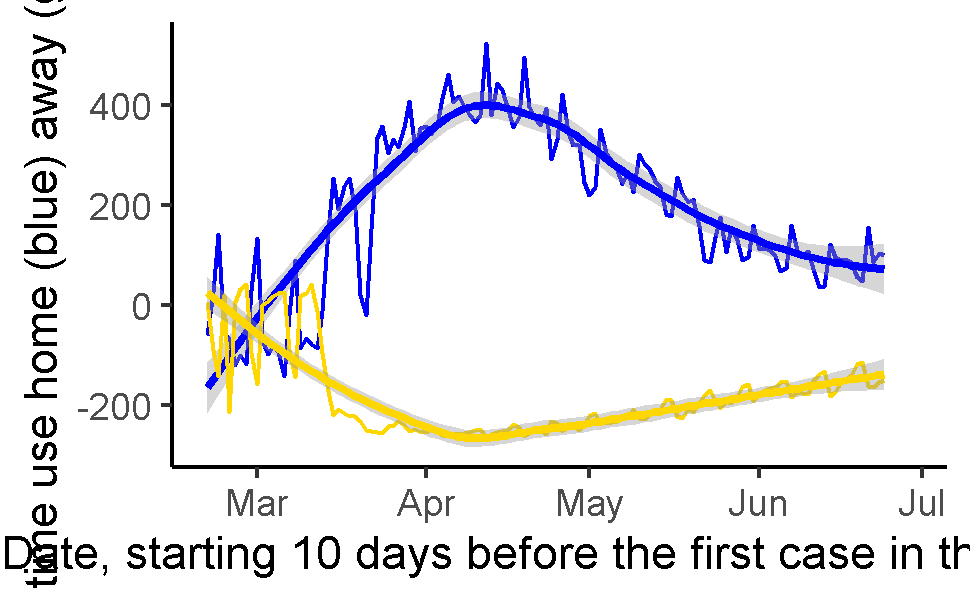 time use home (blue) away (
400
200
0
-200
Mar Apr May Jun Jul
Date, starting 10 days before the first case in th